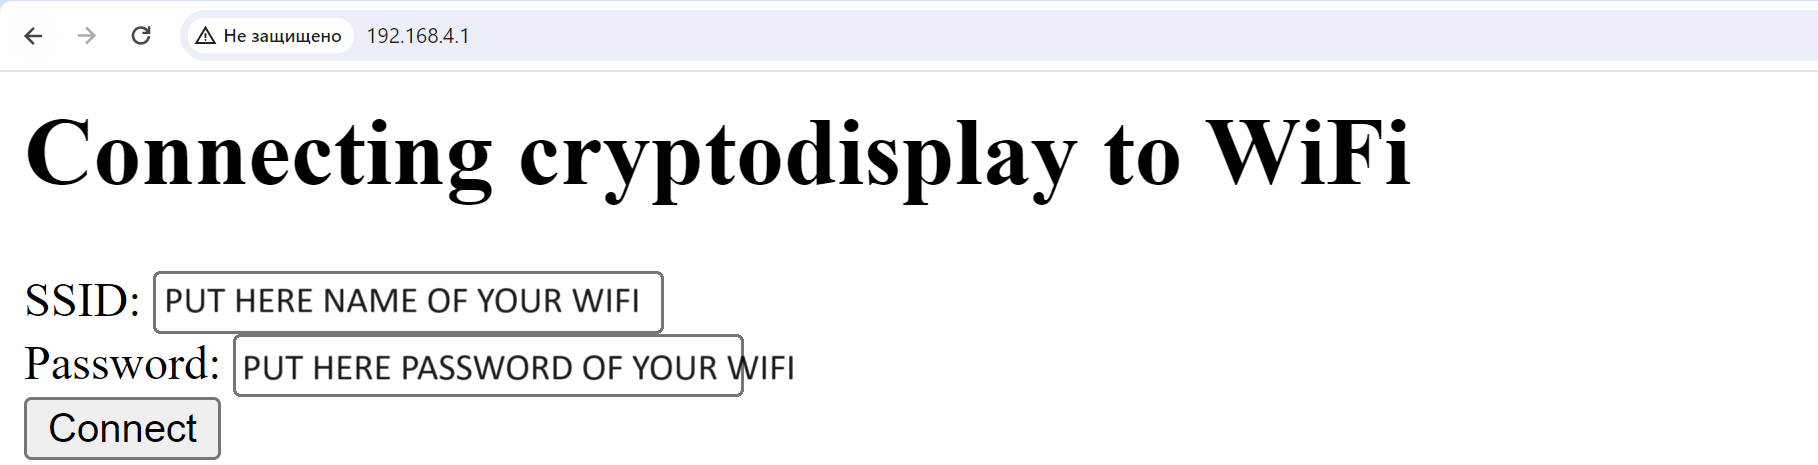 Не защищено 192.168.4.1
Connecting cryptodisplay to WiFi
SSID: PUT HERE NAME OF YOUR WIFI
Password: PUT HERE PASSWORD OF YOUR WIFI
Connect